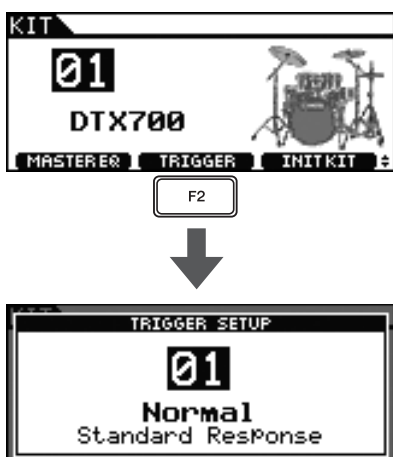 KIT
01
DTX700
MASTER EQ TRIGGER INIT KIT
F2
TRIGGER SETUP
01
Normal
Standard Response